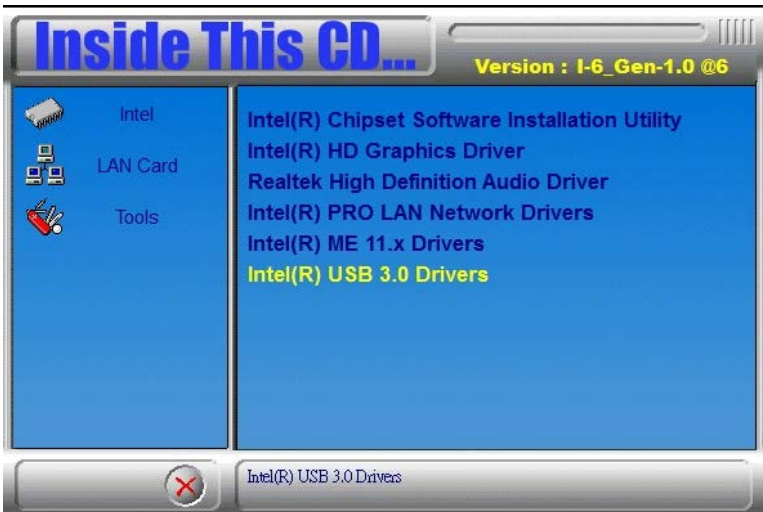 Inside This CD...
Version : I-6_Gen-1.0 @6
Intel
LAN Card
Tools
Intel(R) Chipset Software Installation Utility
Intel(R) HD Graphics Driver
Realtek High Definition Audio Driver
Intel(R) PRO LAN Network Drivers
Intel(R) ME 11.x Drivers
Intel(R) USB 3.0 Drivers
Intel(R) USB 3.0 Drivers